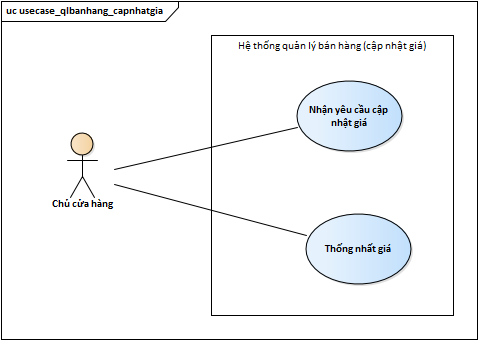 uc usecase_qlbanhang_capnhatgia
Hệ thống quản lý bán hàng (cập nhật giá)
Nhận yêu cầu cập
nhật giá
Chủ cửa hàng
Thống nhất giá